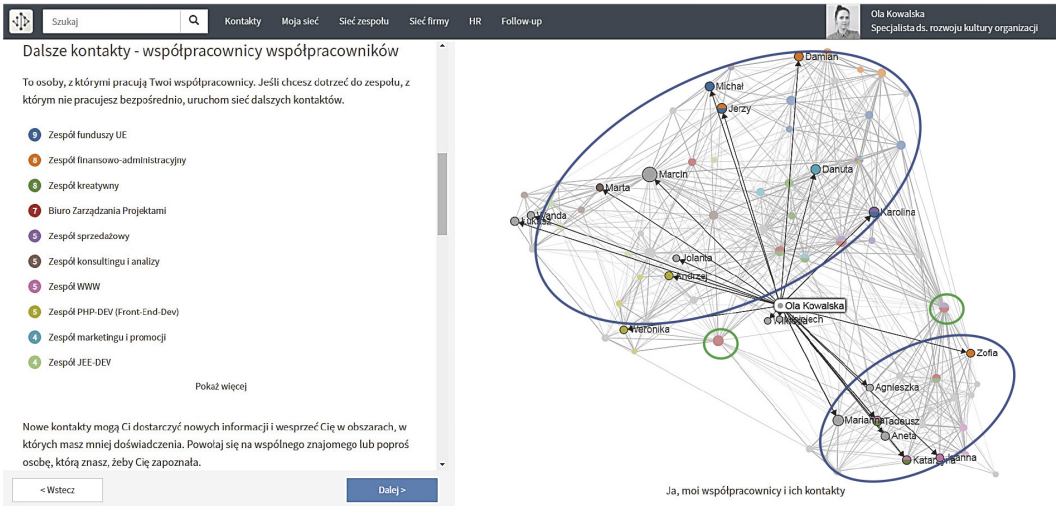 Szukaj
Kontakty Moja sieć Sieć zespołu Sieć firmy HR Follow-up
Ola Kowalska
Specjalista ds. rozwoju kultury organizacji
Dalsze kontakty - współpracownicy współpracowników
To osoby, z którymi pracują Twoi współpracownicy. Jeśli chcesz dotrzeć do zespołu, z
którym nie pracujesz bezpośrednio, uruchom sieć dalszych kontaktów.
9 Zespół funduszy UE
8 Zespół finansowo-administracyjny
8 Zespół kreatywny
7 Biuro Zarządzania Projektami
5 Zespół sprzedażowy
5 Zespół konsultingu i analizy
5 Zespół WWW
5 Zespół PHP-DEV (Front-End-Dev)
4 Zespół marketingu i promocji
4 Zespół JEE-DEV
Pokaż więcej
Nowe kontakty mogą Ci dostarczyć nowych informacji i wesprzeć Cię w obszarach, w
których masz mniej doświadczenia. Powołaj się na wspólnego znajomego lub poproś
osobę, którą znasz, żeby Cię zapoznała.
< Wstecz
Dalej >
Damian
Michał
Jerzy
Danuta
Marcin
Marta
Karolina
Wanda
Łukasz
Jolanta
Andrzej
Ola Kowalska
Wojciech
Weronika
Zofia
Agnieszka
Marianna
Tadeusz
Aneta
Katarzyna
Joanna
Ja, moi współpracownicy i ich kontakty